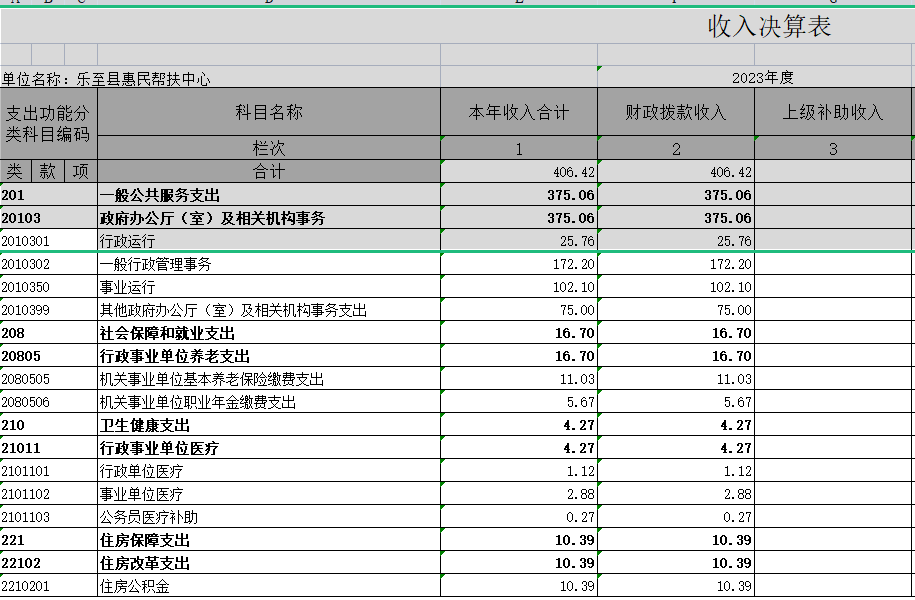 收入决算表
单位名称：乐至县惠民帮扶中心 2023年度
支出功能分类科目编码 科目名称 本年收入合计 财政拨款收入 上级补助收入
栏次 1 2 3
类 款 项 合计 406.42 406.42
201 一般公共服务支出 375.06 375.06
20103 政府办公厅（室）及相关机构事务 375.06 375.06
2010301 行政运行 25.76 25.76
2010302 一般行政管理事务 172.20 172.20
2010350 事业运行 102.10 102.10
2010399 其他政府办公厅（室）及相关机构事务支出 75.00 75.00
208 社会保障和就业支出 16.70 16.70
20805 行政事业单位养老支出 16.70 16.70
2080505 机关事业单位基本养老保险缴费支出 11.03 11.03
2080506 机关事业单位职业年金缴费支出 5.67 5.67
210 卫生健康支出 4.27 4.27
21011 行政事业单位医疗 4.27 4.27
2101101 行政单位医疗 1.12 1.12
2101102 事业单位医疗 2.88 2.88
2101103 公务员医疗补助 0.27 0.27
221 住房保障支出 10.39 10.39
22102 住房改革支出 10.39 10.39
2210201 住房公积金 10.39 10.39